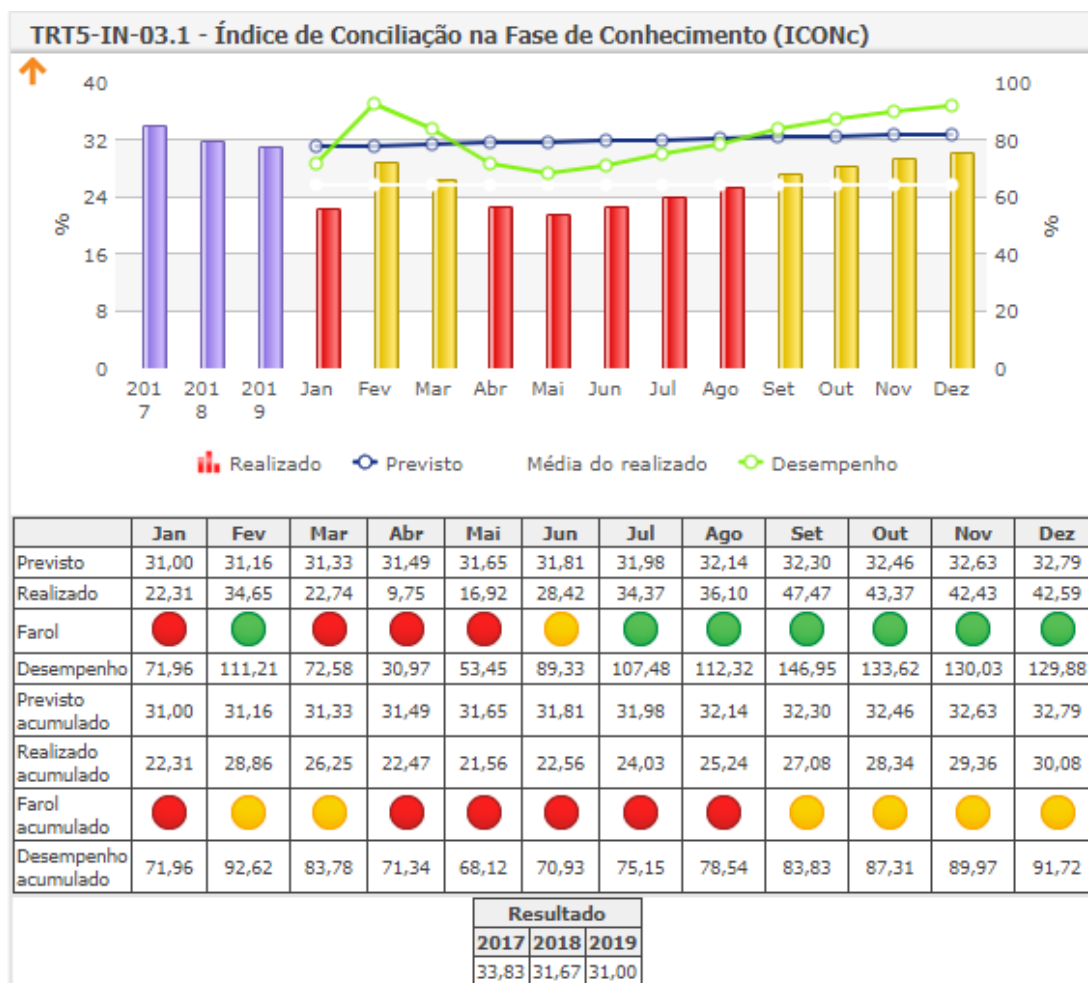 TRT5-IN-03.1 - Índice de Conciliação na Fase de Conhecimento (ICONc)
40 100
32 80
24 60
% %
16 40
8 20
0 0
201 201 201 Jan Fev Mar Abr Mai Jun Jul Ago Set Out Nov Dez
7 8 9
Realizado Previsto Média do realizado Desempenho
Jan Fev Mar Abr Mai Jun Jul Ago Set Out Nov Dez
Previsto 31,00 31,16 31,33 31,49 31,65 31,81 31,98 32,14 32,30 32,46 32,63 32,79
Realizado 22,31 34,65 22,74 9,75 16,92 28,42 34,37 36,10 47,47 43,37 42,43 42,59
Farol
Desempenho 71,96 111,21 72,58 30,97 53,45 89,33 107,48 112,32 146,95 133,62 130,03 129,88
Previsto
acumulado 31,00 31,16 31,33 31,49 31,65 31,81 31,98 32,14 32,30 32,46 32,63 32,79
Realizado
acumulado 22,31 28,86 26,25 22,47 21,56 22,56 24,03 25,24 27,08 28,34 29,36 30,08
Farol
acumulado
Desempenho
acumulado 71,96 92,62 83,78 71,34 68,12 70,93 75,15 78,54 83,83 87,31 89,97 91,72
Resultado
2017 2018 2019
33,83 31,67 31,00